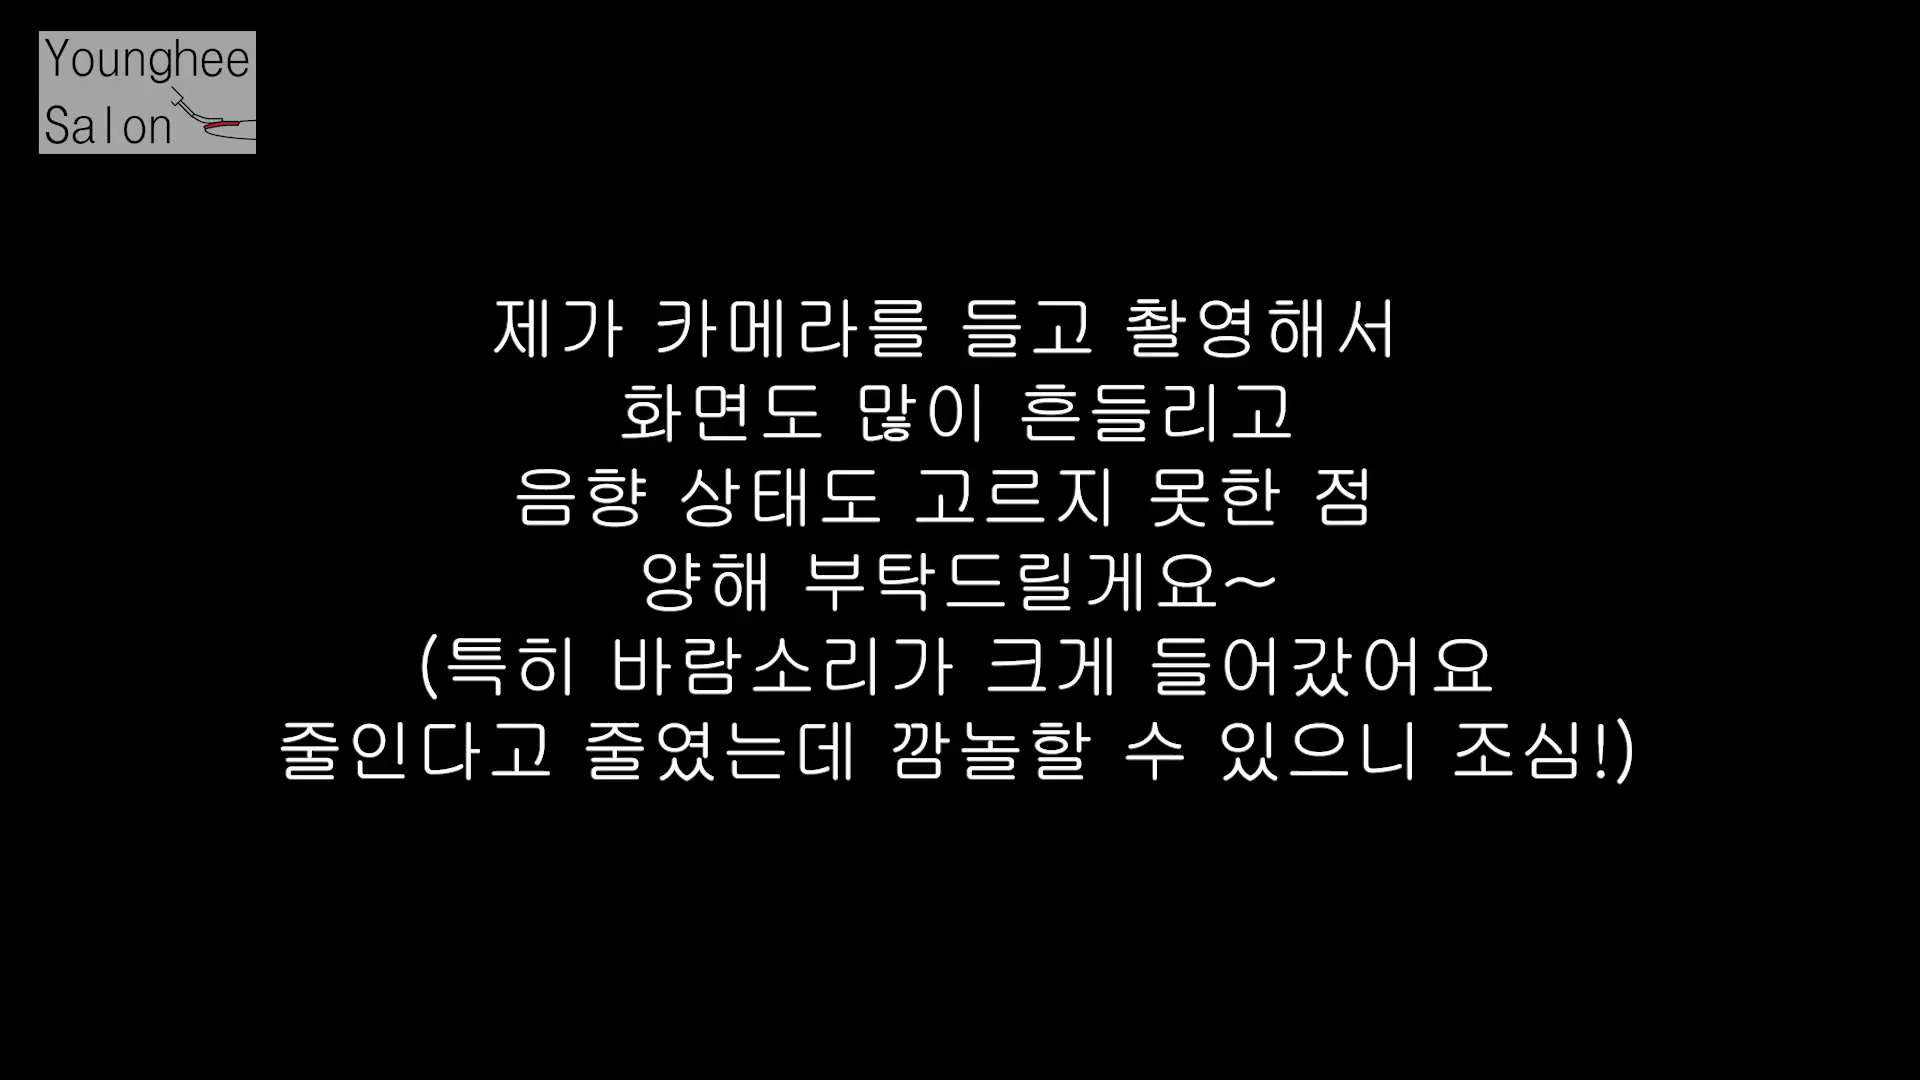 Younghee
Salon
제가 카메라를 들고 촬영해서
화면도 많이 흔들리고
음향 상태도 고르지 못한 점
양해 부탁드릴게요~
(특히 바람소리가 크게 들어갔어요
줄인다고 줄였는데 깜놀할 수 있으니 조심!)